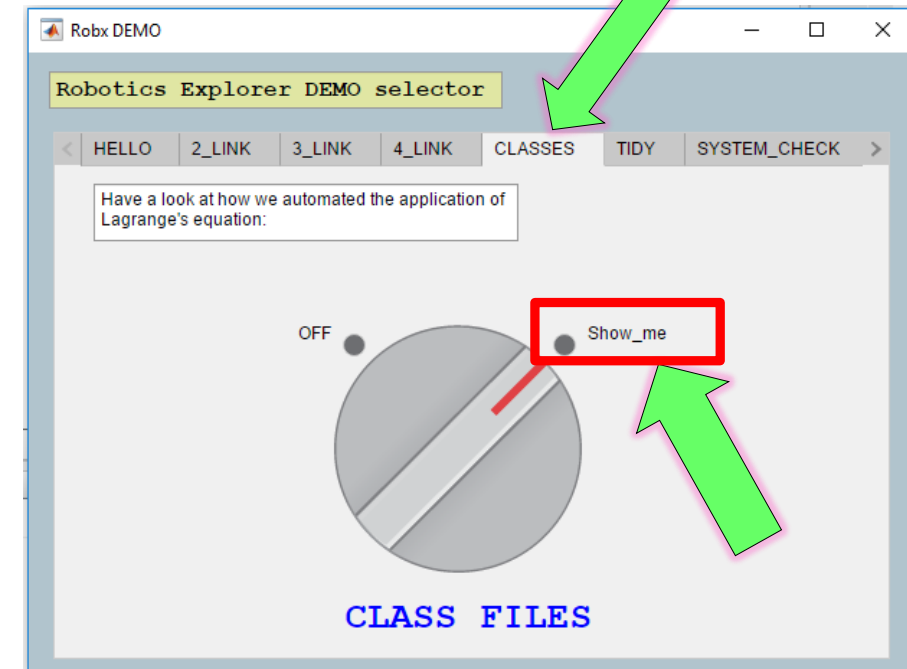 Robx DEMO
Robotics Explorer DEMO selector
HELLO 2_LINK 3_LINK 4_LINK CLASSES TIDY SYSTEM_CHECK
Have a look at how we automated the application of
Lagrange's equation:
OFF Show_me
CLASS FILES